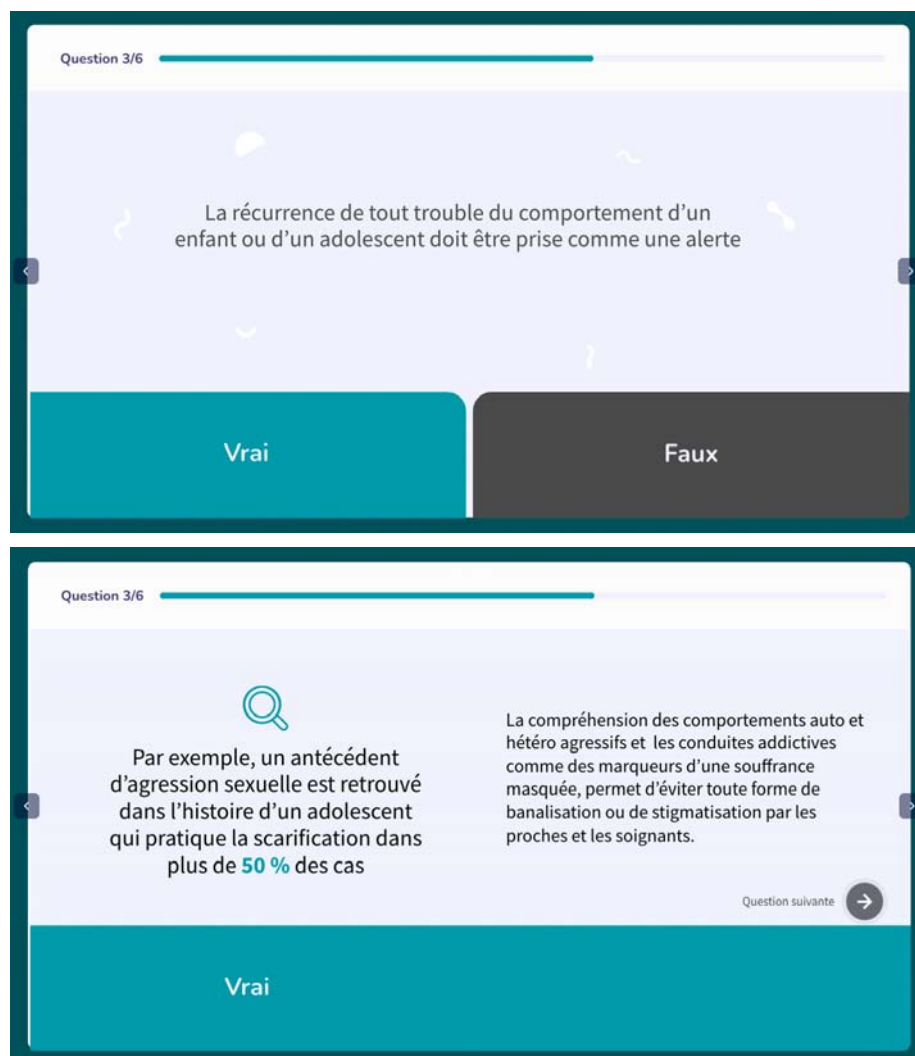 Question 3/6
La récurrence de tout trouble du comportement d'un
enfant ou d'un adolescent doit être prise comme une alerte
Vrai
Faux
Question 3/6
Par exemple, un antécédent
d'agression sexuelle est retrouvé
dans l'histoire d'un adolescent
qui pratique la scarification dans
plus de 50 % des cas
La compréhension des comportements auto et
hétéro agressifs et les conduites addictives
comme des marqueurs d'une souffrance
masquée, permet d'éviter toute forme de
banalisation ou de stigmatisation par les
proches et les soignants.
Question suivante
Vrai